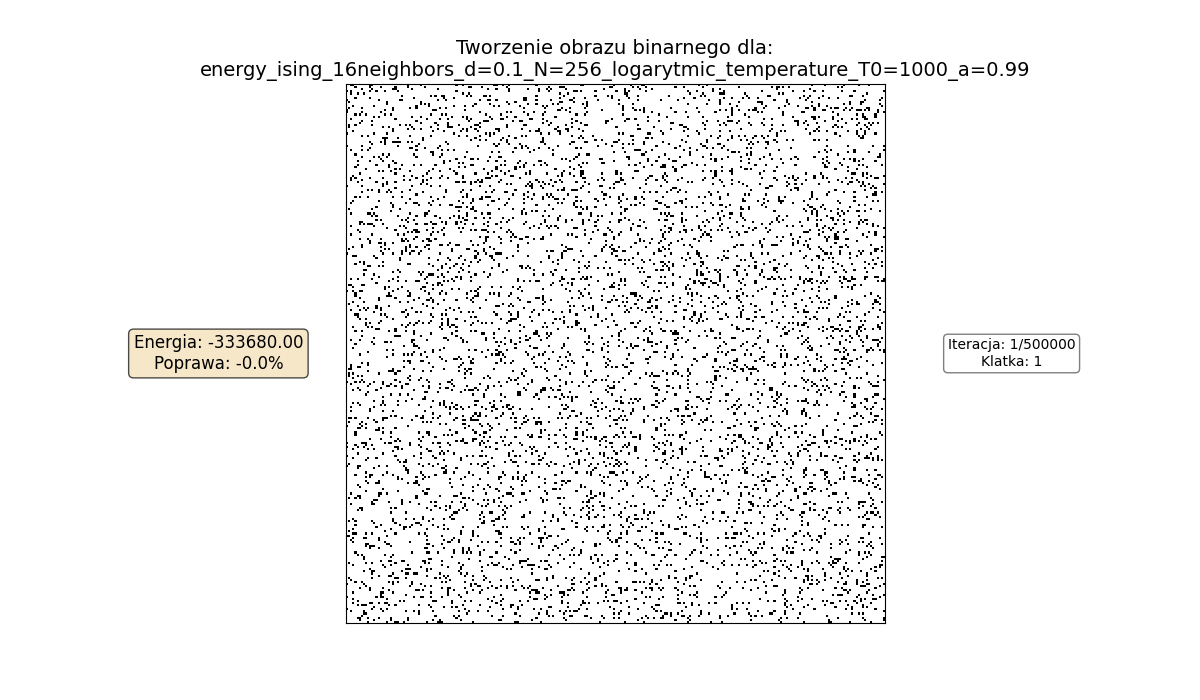 Tworzenie obrazu binarnego dla:
energy_ising_16neighbors_d=0.1_N=256_logarytmic_temperature_T0=1000_a=0.99
Energia: -333680.00
Poprawa: -0.0%
Iteracja: 1/500000
Klatka: 1